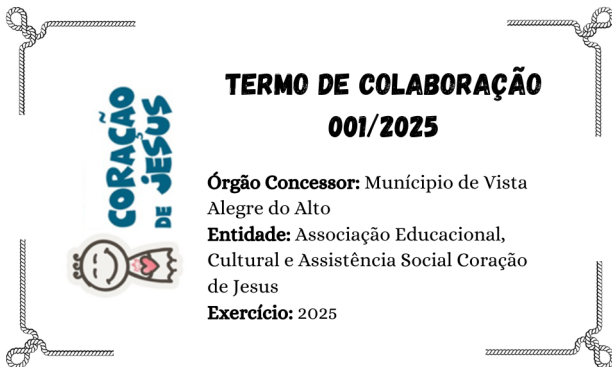 CORAÇÃO
DE JESUS
TERMO DE COLABORAÇÃO
001/2025
Órgão Concessor: Munícipio de Vista
Alegre do Alto
Entidade: Associação Educacional,
Cultural e Assistência Social Coração
de Jesus
Exercício: 2025